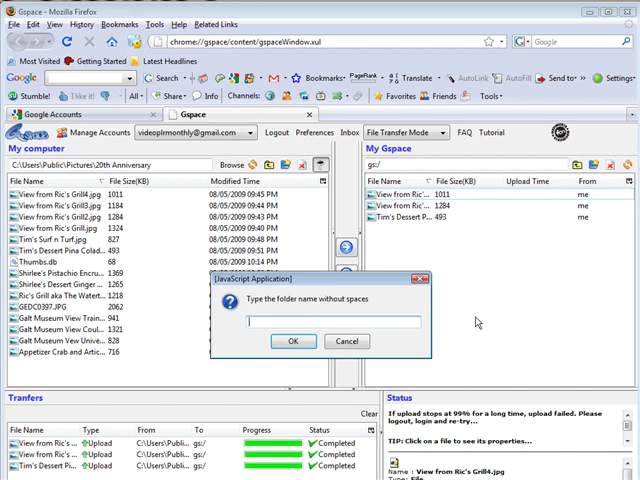 Gspace - Mozilla Firefox
File Edit View History Bookmarks Tools Help Related Links
chrome://gspace/content/gspaceWindow.xul Google
Most Visited Getting Started Latest Headlines
Google Search Bookmarks PageRank Translate AutoLink AutoFill Send to
Stumble! I like it! All Share Info Channels: Favorites Friends Tools
Google Accounts Gspace
Gspace Manage Accounts videoplrmonthly@gmail.com Logout Preferences Inbox File Transfer Mode FAQ Tutorial
My computer
C:\Users\Public\Pictures\20th Anniversary Browse
File Name File Size(KB) Modified Time
View from Ric's Grill4.jpg 1011 08/05/2009 09:45 PM
View from Ric's Grill3.jpg 1183 08/05/2009 09:44 PM
View from Ric's Grill2.jpg 1284 08/05/2009 09:43 PM
View from Ric's Grill.jpg 1324 08/05/2009 09:42 PM
Tim's Surf n Turf.jpg 827 08/05/2009 09:48 PM
Tim's Dessert Pina Colad... 493 08/05/2009 09:51 PM
Thumbs.db 68 08/05/2009 10:14 PM
Shirlee's Pistachio Encru... 1369
Shirlee's Dessert Ginger ... 1265
Ric's Grill aka The Water... 1218
GEDC0397.JPG 2062
Galt Museum View Train... 943
Galt Museum View Coul... 1321
Galt Museum View Unive... 928
Appetizer Crab and Artic... 716
My Gspace
gs:/
File Name File Size(KB) Upload Time From
View from Ric'... 1011 me
View from Ric'... 1284 me
Tim's Dessert P... 493 me
[JavaScript Application]
Type the folder name without spaces
OK Cancel
Tranfers
Clear
File Name Type From To Progress Status
View from Ric's ... Upload C:\Users\Publi... gs:/ Completed
View from Ric's ... Upload C:\Users\Publi... gs:/ Completed
Tim's Dessert Pi... Upload C:\Users\Publi... gs:/ Completed
Status
If upload stops at 99% for a long time, upload failed. Please
logout, login and re-try...
TIP: Click on a file to see its properties...
Name : View from Ric's Grill4.jpg
Type: File